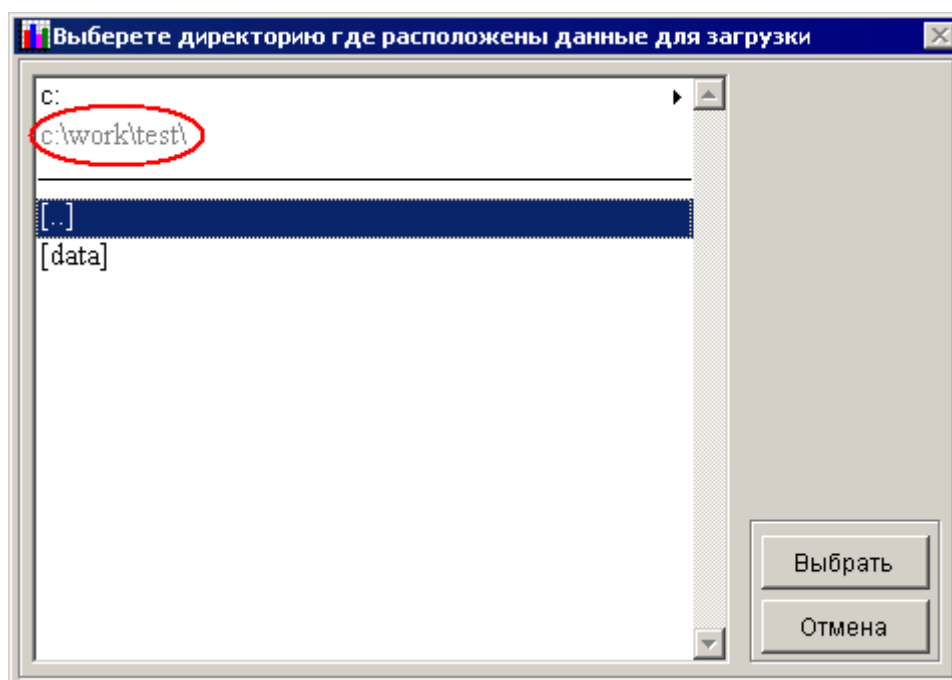 Выберете директорию где расположены данные для загрузки
c:
c:\work\test\
[..]
[data]
Выбрать
Отмена